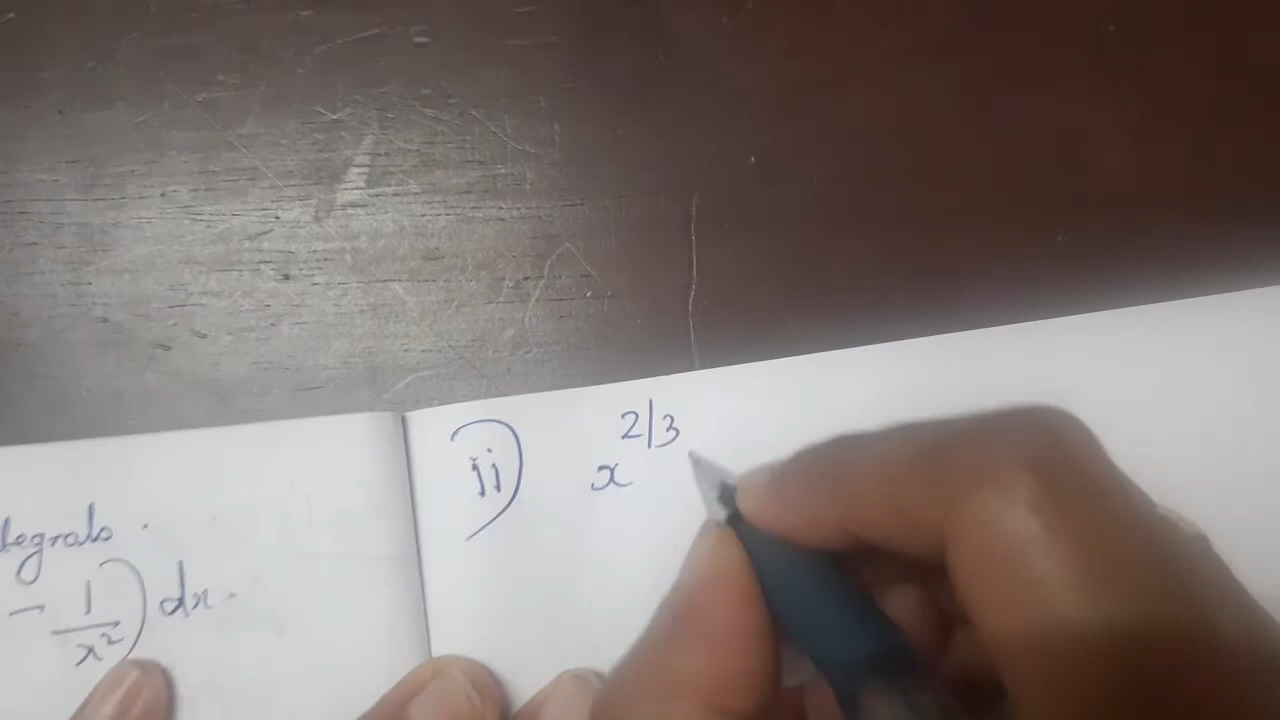 tegrals.
- 1/x²) dx.
ii) x^2/3